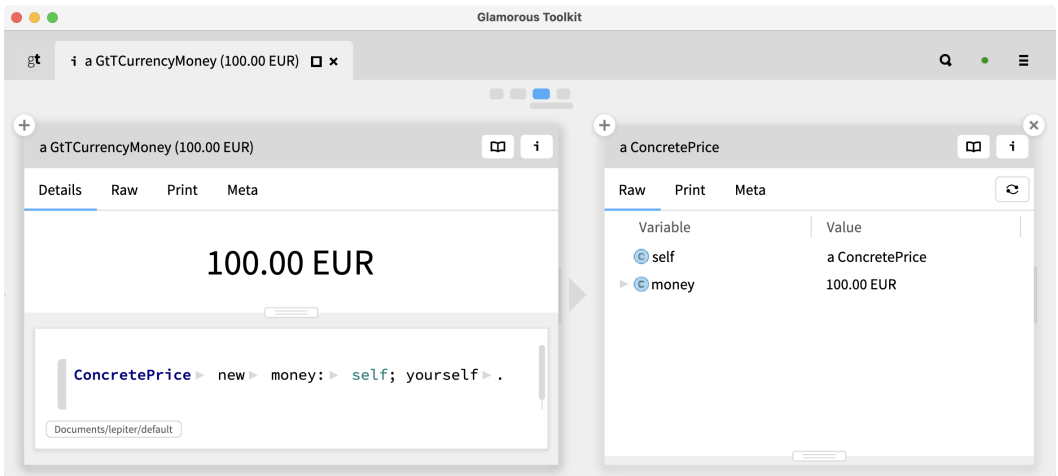 Glamorous Toolkit
gt
i a GtTCurrencyMoney (100.00 EUR)
a GtTCurrencyMoney (100.00 EUR)
i
Details Raw Print Meta
100.00 EUR
ConcretePrice new money: self; yourself .
Documents/lepiter/default
a ConcretePrice
i
Raw Print Meta
Variable Value
C self a ConcretePrice
C money 100.00 EUR